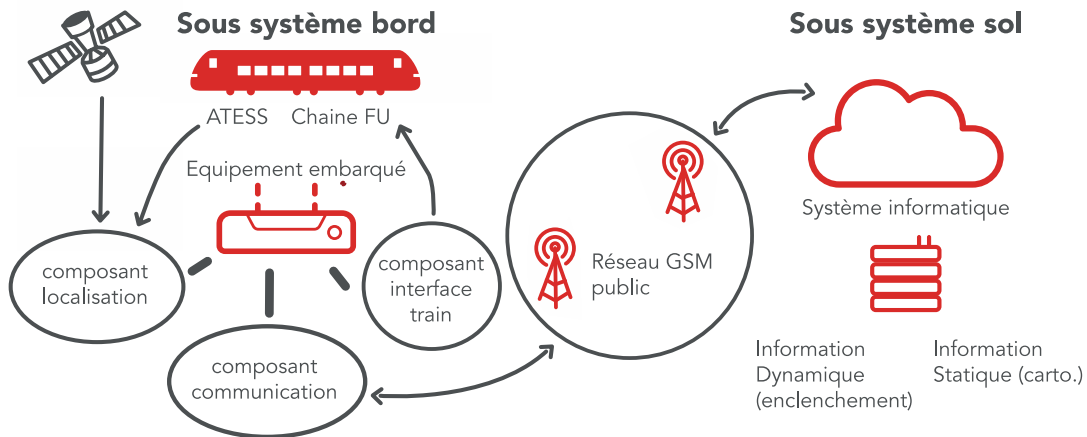 Sous système bord
Sous système sol
ATESS Chaine FU
Equipement embarqué
composant
localisation
composant
interface
train
composant
communication
Réseau GSM
public
Système informatique
Information
Dynamique
(enclenchement)
Information
Statique (carto.)